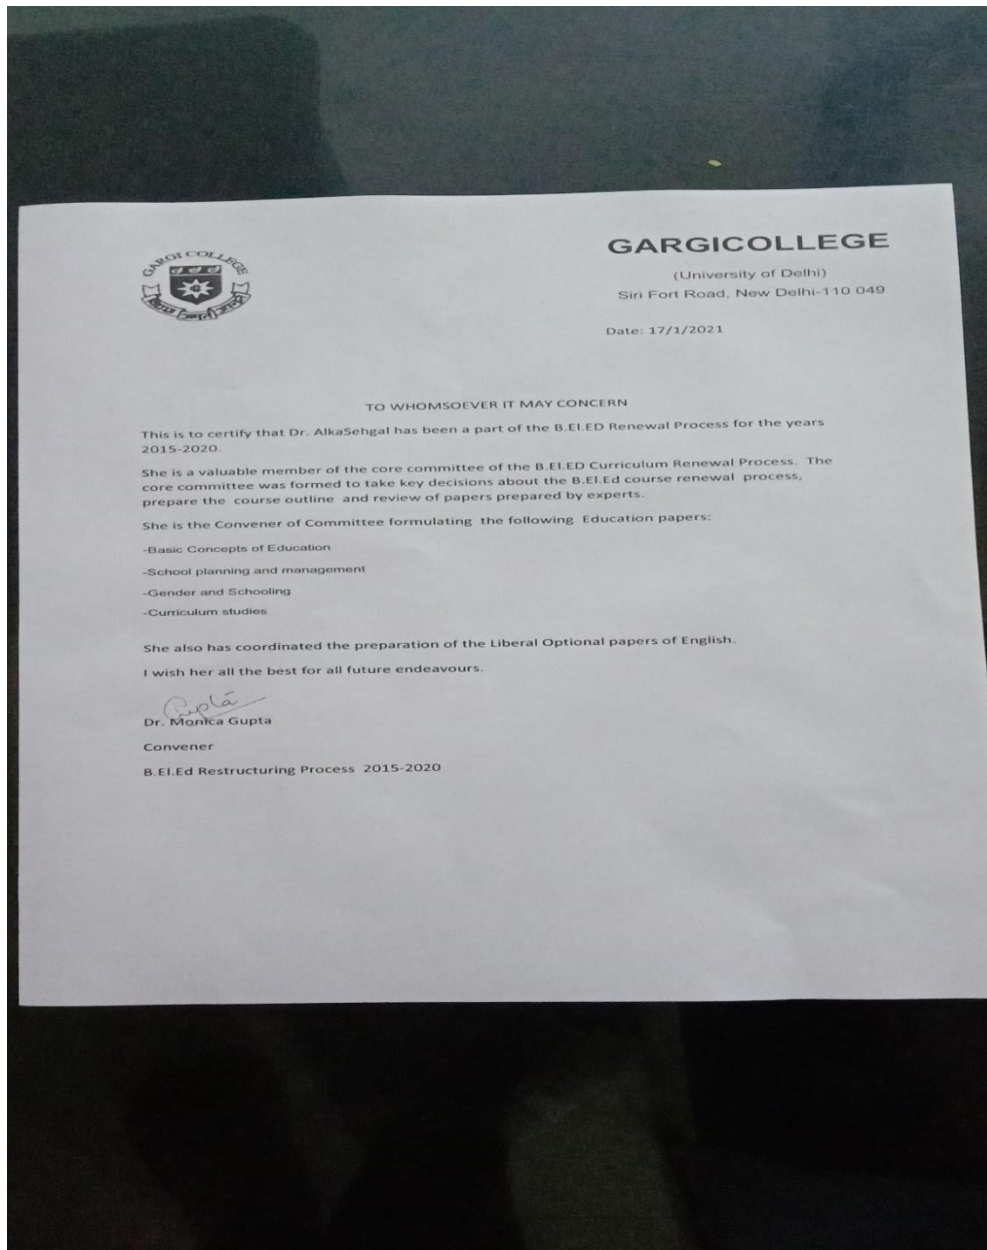 GARGI COLLEGE
GARGICOLLEGE
(University of Delhi)
Siri Fort Road, New Delhi-110 049
Date: 17/1/2021
TO WHOMSOEVER IT MAY CONCERN
This is to certify that Dr. AlkaSehgal has been a part of the B.El.ED Renewal Process for the years
2015-2020.
She is a valuable member of the core committee of the B.El.ED Curriculum Renewal Process. The
core committee was formed to take key decisions about the B.El.Ed course renewal process,
prepare the course outline and review of papers prepared by experts.
She is the Convener of Committee formulating the following Education papers:
-Basic Concepts of Education
-School planning and management
-Gender and Schooling
-Curriculum studies
She also has coordinated the preparation of the Liberal Optional papers of English.
I wish her all the best for all future endeavours.
Gupta
Dr. Monica Gupta
Convener
B.El.Ed Restructuring Process 2015-2020